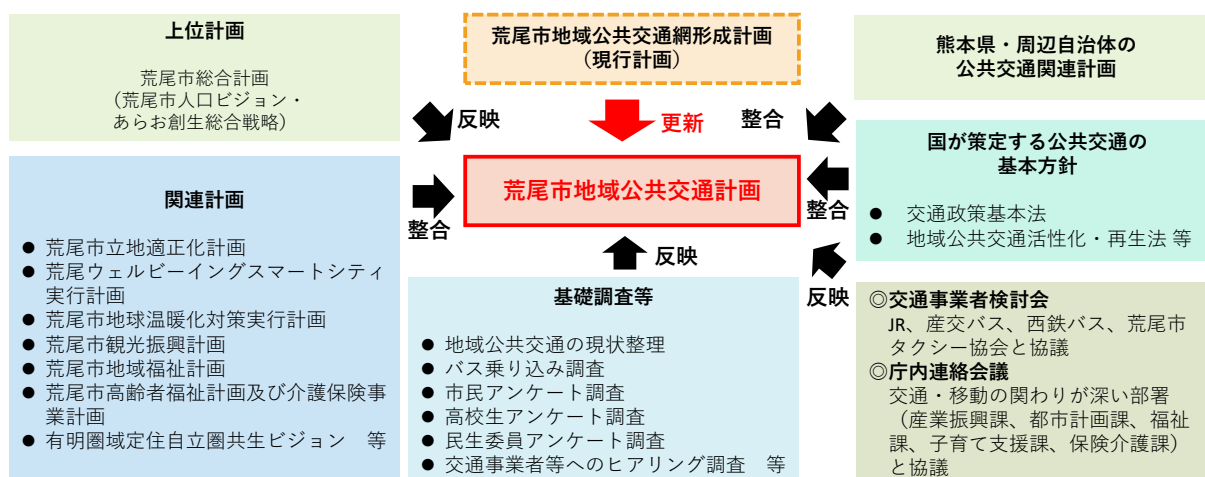 上位計画
荒尾市総合計画
(荒尾市人口ビジョン・
あらお創生総合戦略)
荒尾市地域公共交通網形成計画
(現行計画)
熊本県・周辺自治体の
公共交通関連計画
反映
更新
整合
関連計画
● 荒尾市立地適正化計画
● 荒尾ウェルビーイングスマートシティ
実行計画
● 荒尾市地球温暖化対策実行計画
● 荒尾市観光振興計画
● 荒尾市地域福祉計画
● 荒尾市高齢者福祉計画及び介護保険事
業計画
● 有明圏域定住自立圏共生ビジョン 等
整合
荒尾市地域公共交通計画
整合
国が策定する公共交通の
基本方針
● 交通政策基本法
● 地域公共交通活性化・再生法 等
反映
反映
基礎調査等
● 地域公共交通の現状整理
● バス乗り込み調査
● 市民アンケート調査
● 高校生アンケート調査
● 民生委員アンケート調査
● 交通事業者等へのヒアリング調査 等
◎交通事業者検討会
JR、産交バス、西鉄バス、荒尾市
タクシー協会と協議
◎庁内連絡会議
交通・移動の関わりが深い部署
(産業振興課、都市計画課、福祉
課、子育て支援課、保険介護課)
と協議